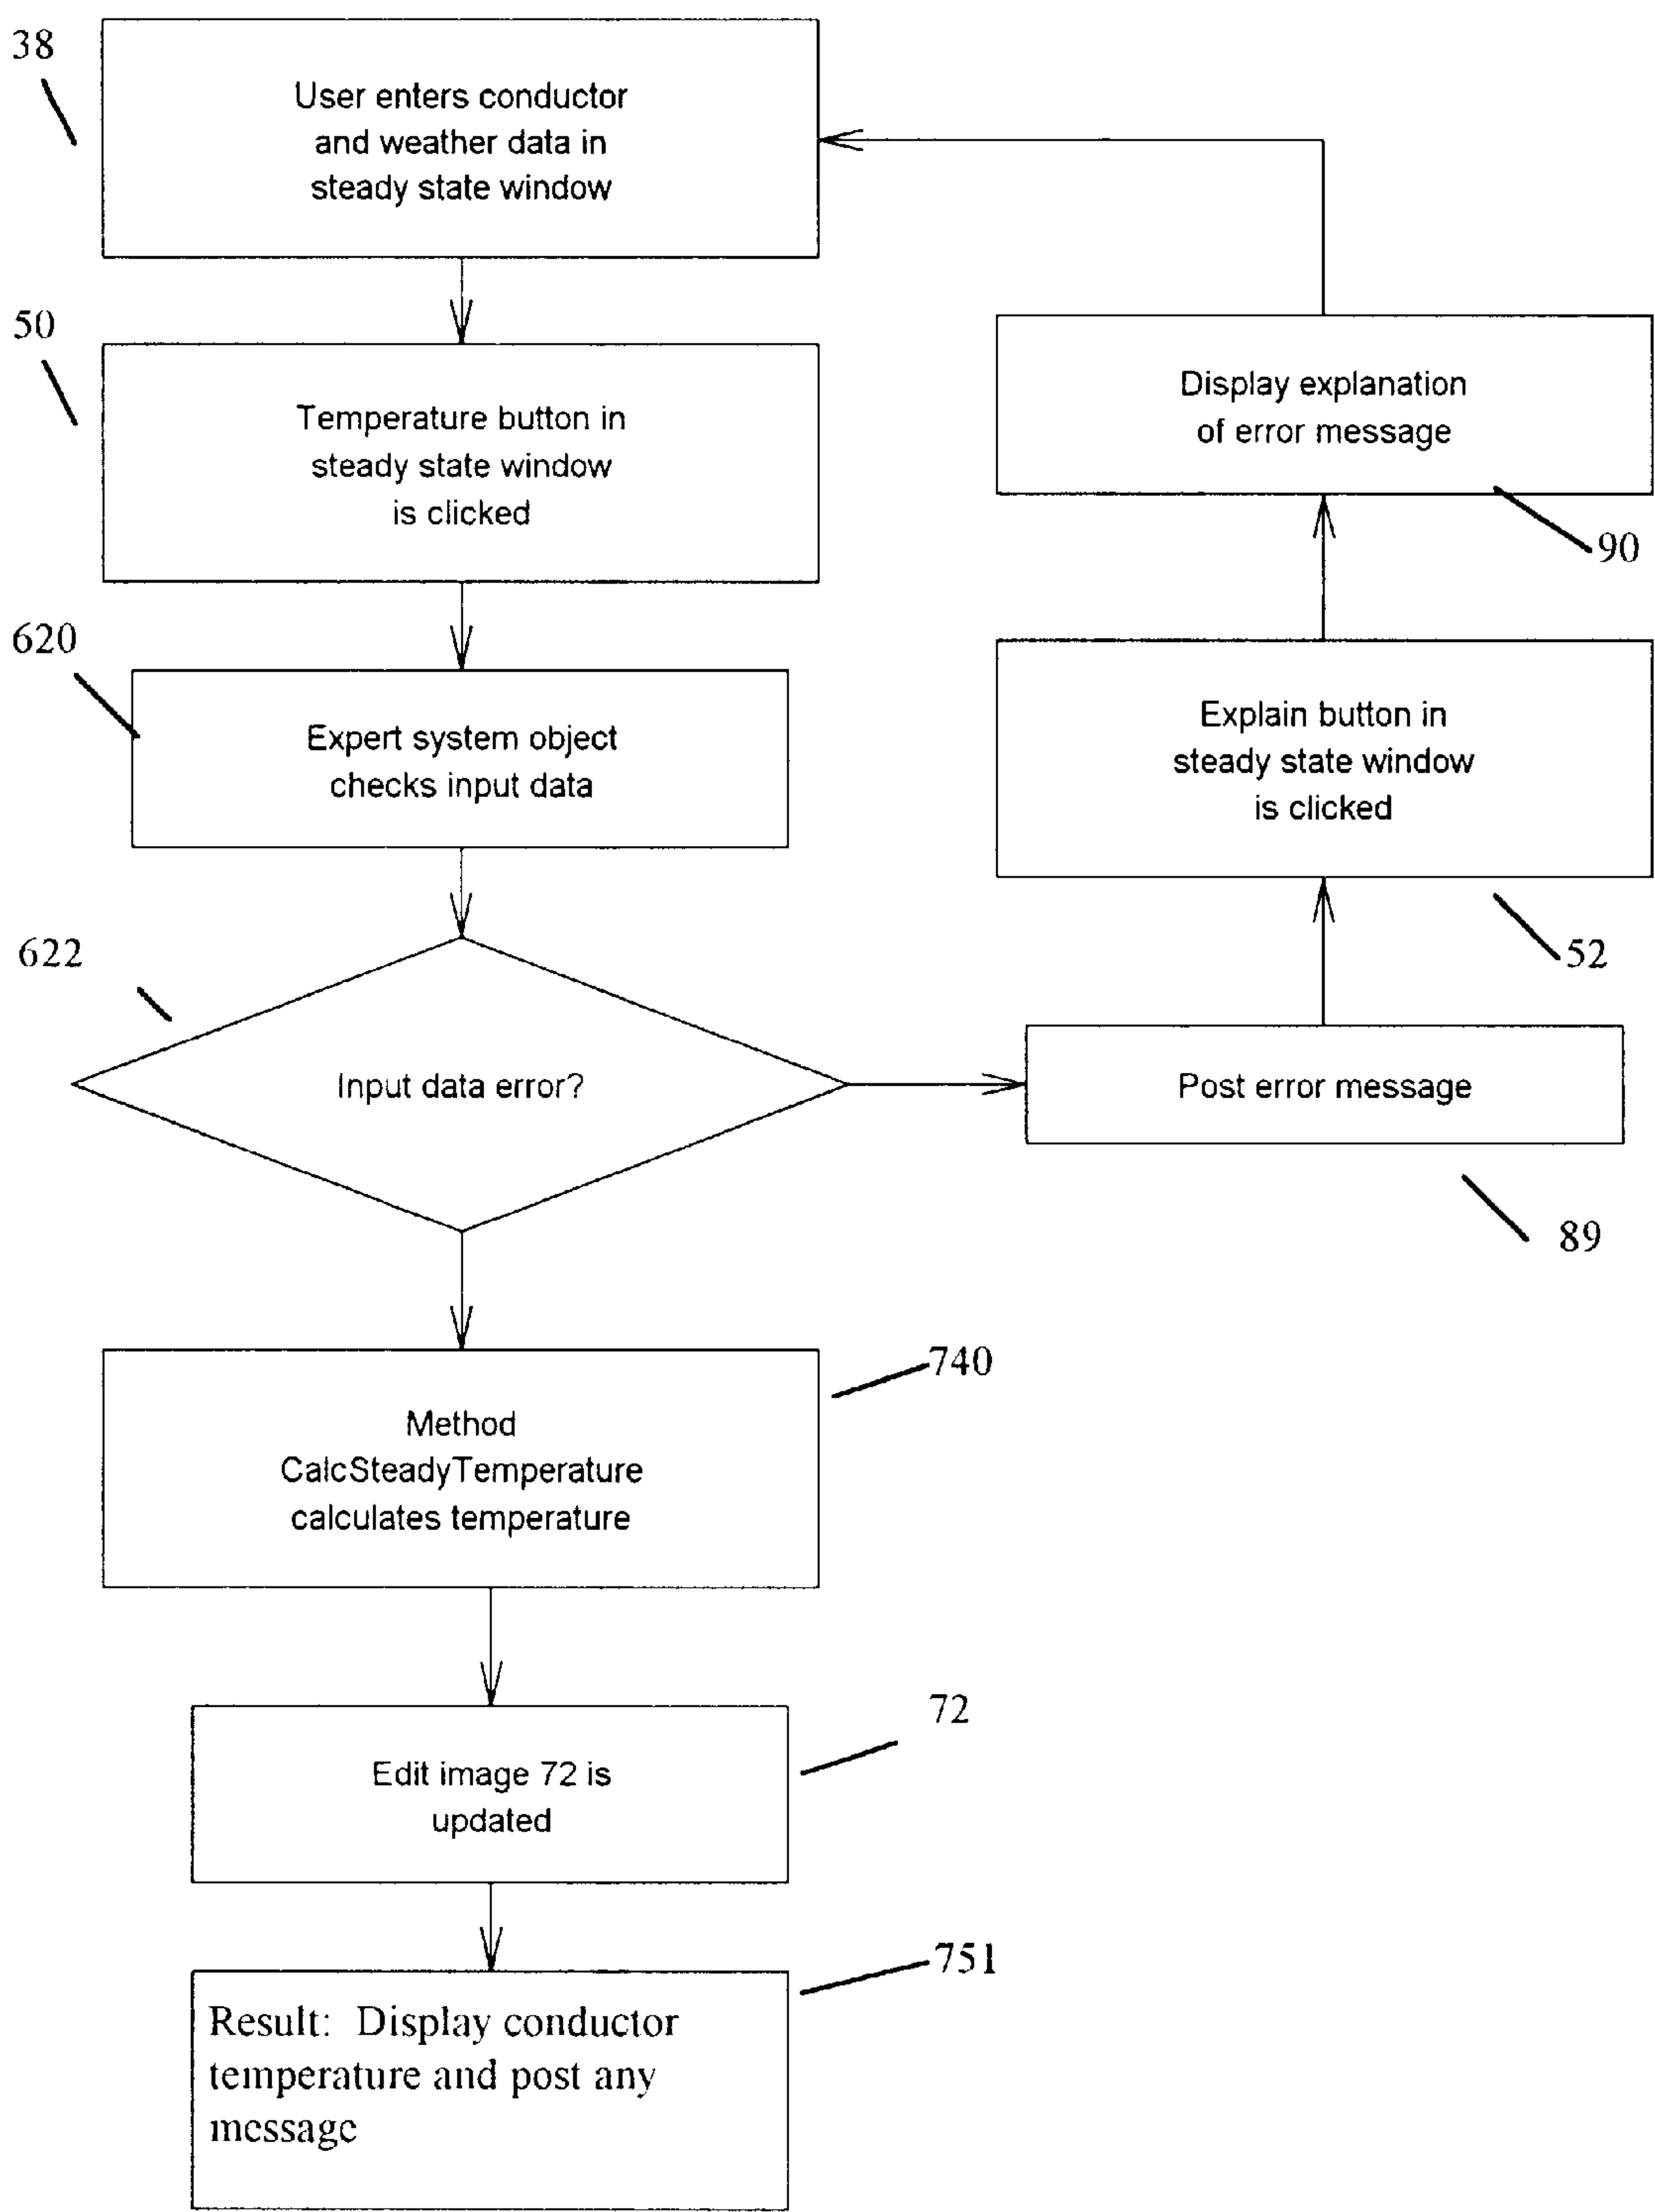 38
User enters conductor
and weather data in
steady state window
50
Temperature button in
steady state window
is clicked
620
Expert system object
checks input data
622
Input data error?
Post error message
89
Explain button in
steady state window
is clicked
52
Display explanation
of error message
90
740
Method
CalcSteadyTemperature
calculates temperature
72
Edit image 72 is
updated
751
Result: Display conductor
temperature and post any
message